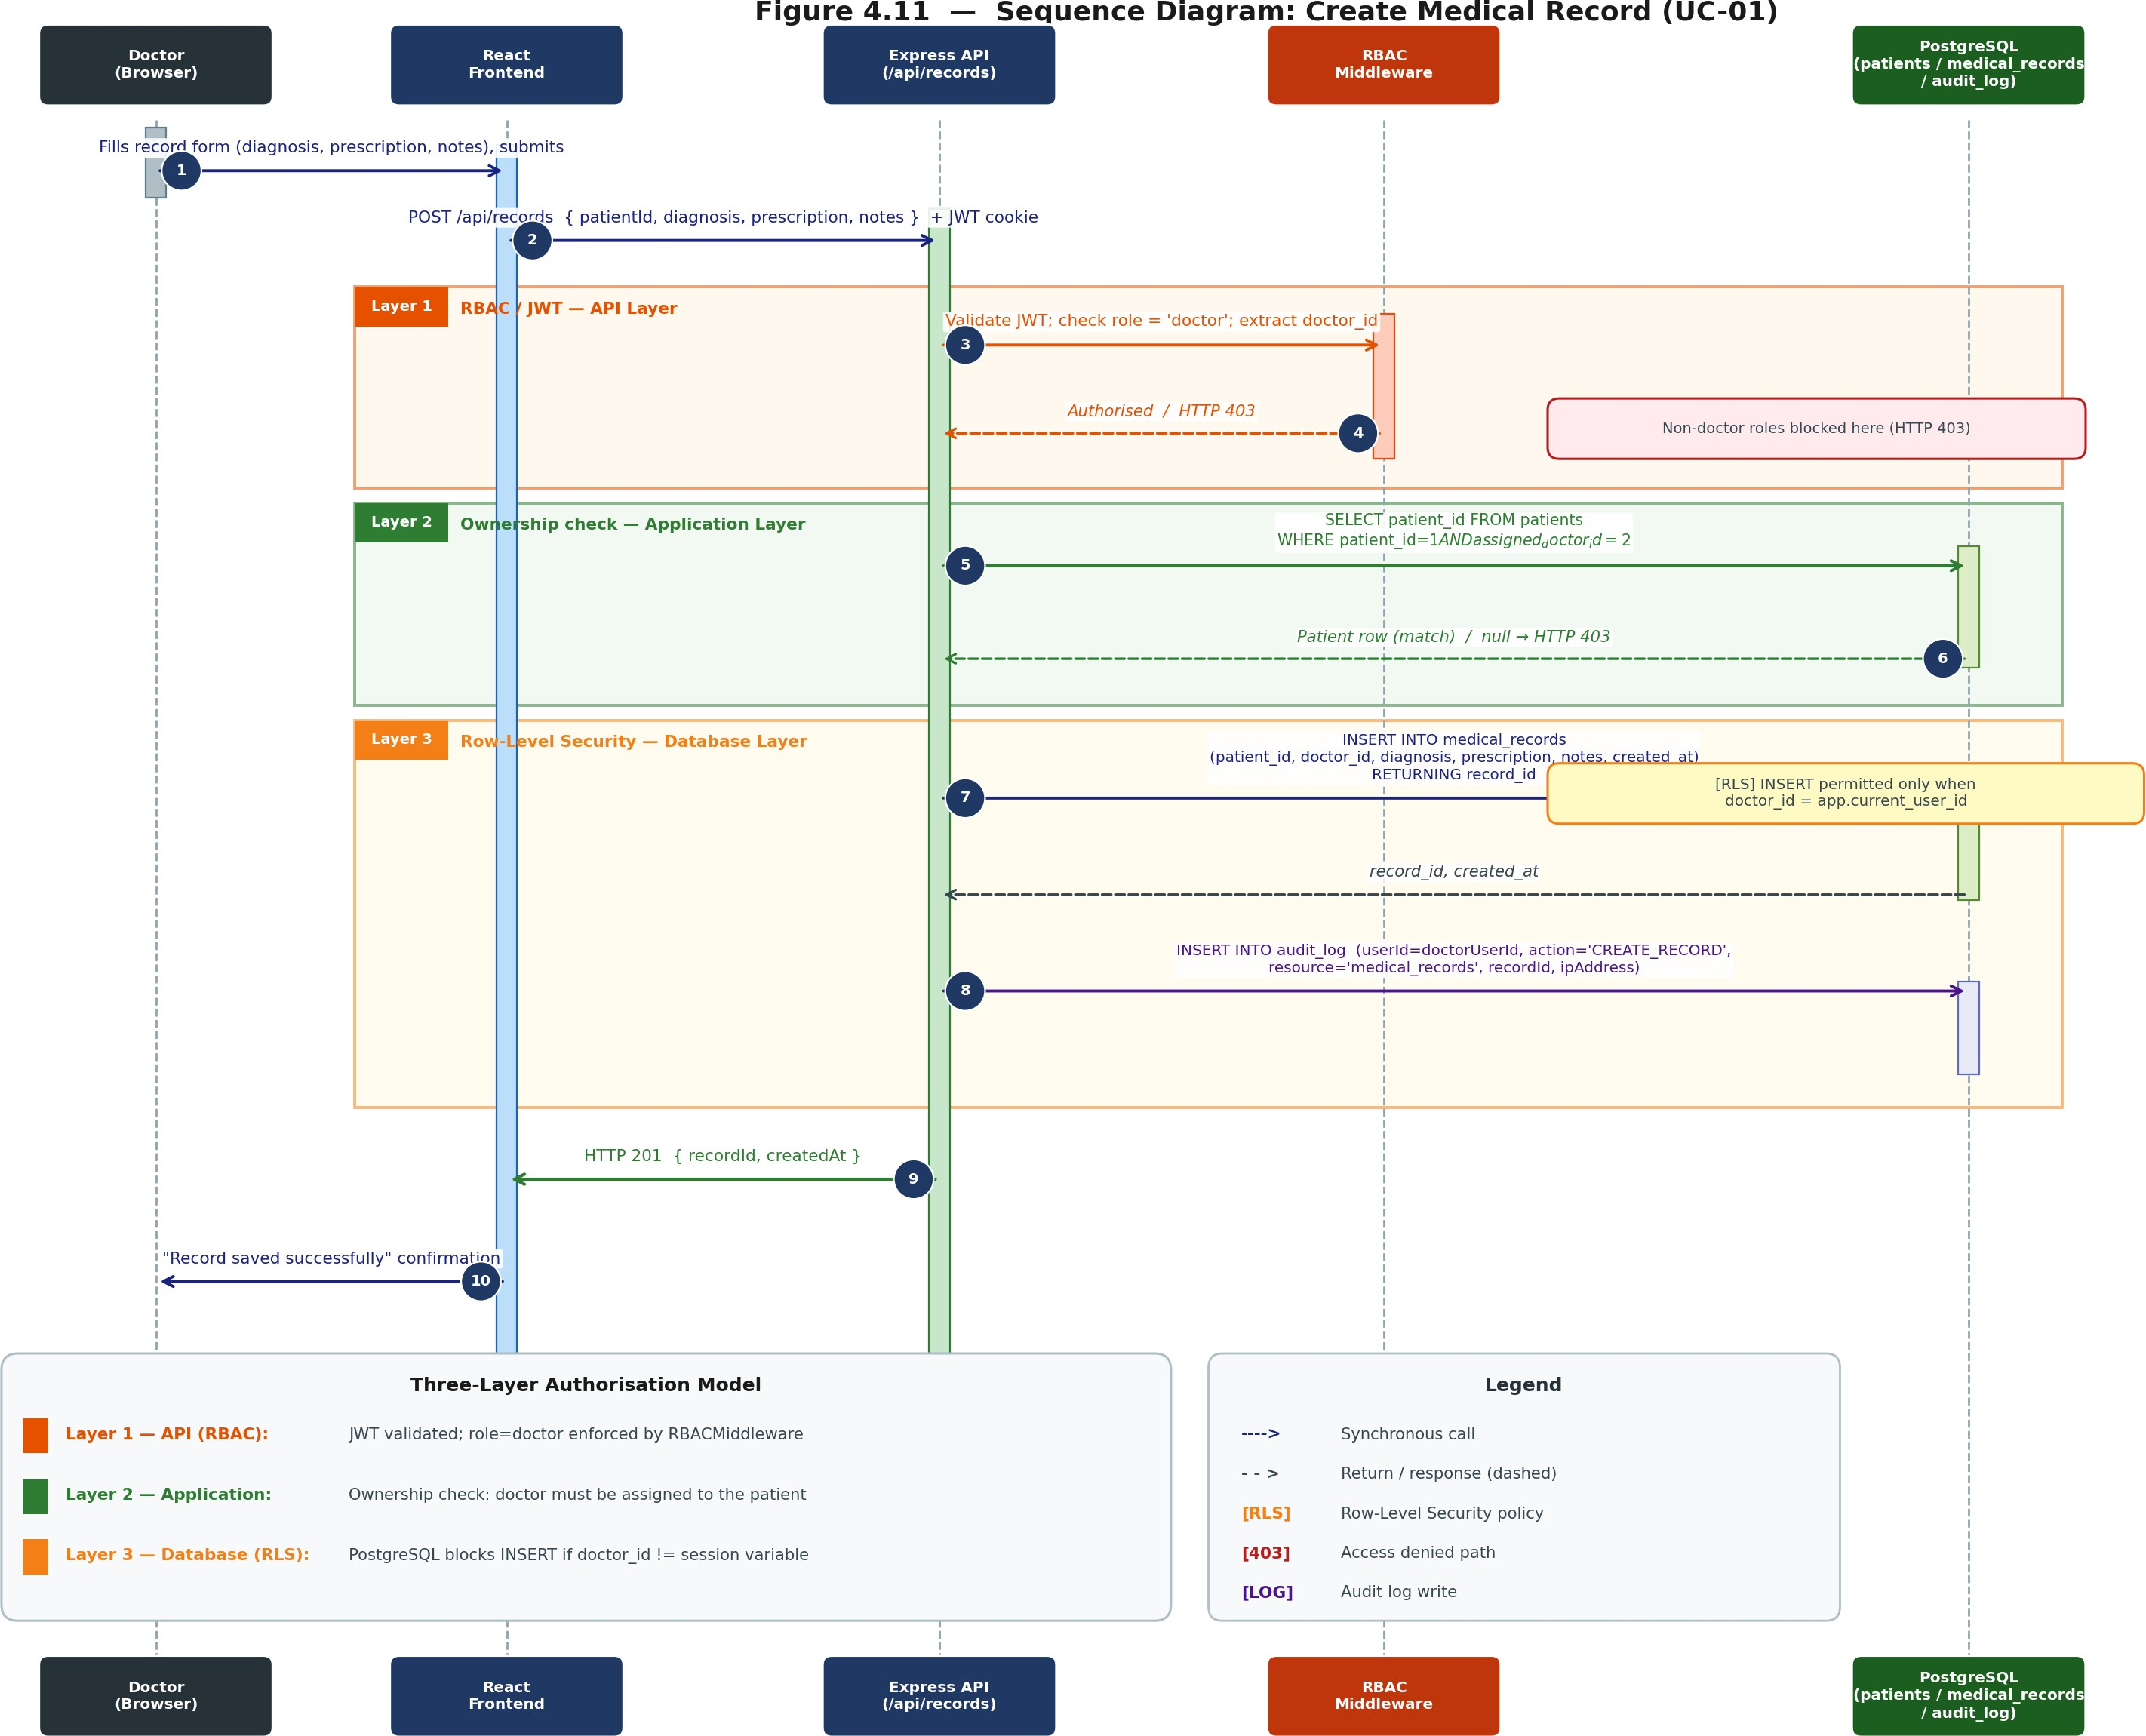 Figure 4.11 — Sequence Diagram: Create Medical Record (UC-01)
Doctor
(Browser)
React
Frontend
Express API
(/api/records)
RBAC
Middleware
PostgreSQL
(patients / medical_records
/ audit_log)
Fills record form (diagnosis, prescription, notes), submits
1
POST /api/records { patientId, diagnosis, prescription, notes } + JWT cookie
2
Layer 1
RBAC / JWT — API Layer
Validate JWT; check role = 'doctor'; extract doctor_id
3
Authorised / HTTP 403
4
Non-doctor roles blocked here (HTTP 403)
Layer 2
Ownership check — Application Layer
SELECT patient_id FROM patients
WHERE patient_id=1ANDassigned_doctor_id=2
5
Patient row (match) / null → HTTP 403
6
Layer 3
Row-Level Security — Database Layer
INSERT INTO medical_records
(patient_id, doctor_id, diagnosis, prescription, notes, created_at)
RETURNING record_id
7
[RLS] INSERT permitted only when
doctor_id = app.current_user_id
record_id, created_at
INSERT INTO audit_log (userId=doctorUserId, action='CREATE_RECORD',
resource='medical_records', recordId, ipAddress)
8
HTTP 201 { recordId, createdAt }
9
"Record saved successfully" confirmation
10
Three-Layer Authorisation Model
Layer 1 — API (RBAC): JWT validated; role=doctor enforced by RBACMiddleware
Layer 2 — Application: Ownership check: doctor must be assigned to the patient
Layer 3 — Database (RLS): PostgreSQL blocks INSERT if doctor_id != session variable
Legend
----> Synchronous call
- - > Return / response (dashed)
[RLS] Row-Level Security policy
[403] Access denied path
[LOG] Audit log write
Doctor
(Browser)
React
Frontend
Express API
(/api/records)
RBAC
Middleware
PostgreSQL
(patients / medical_records
/ audit_log)